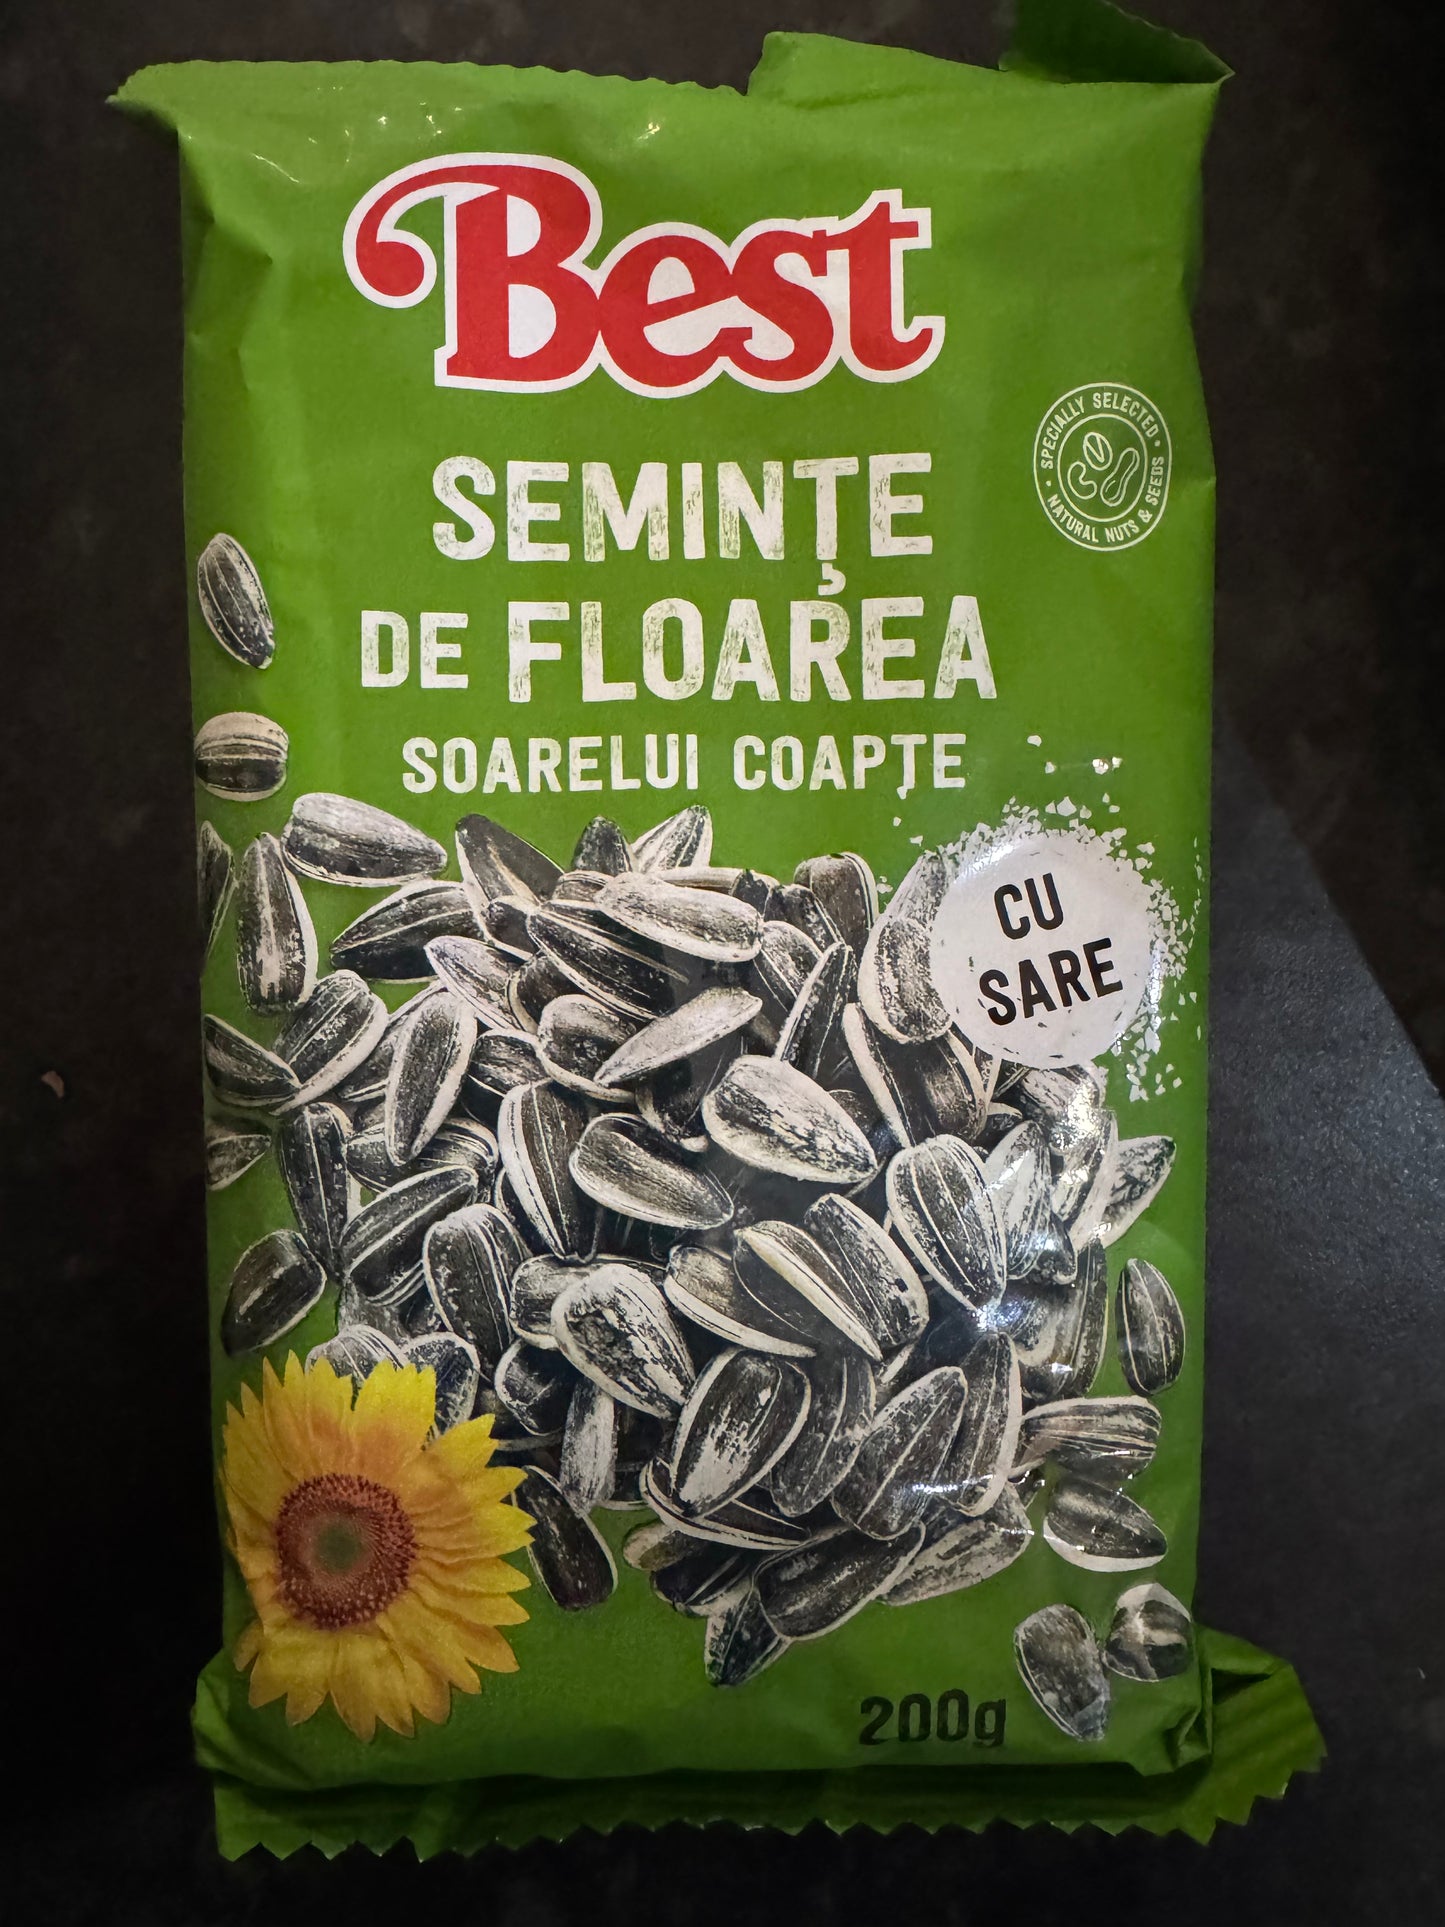 Best
SPECIALLY SELECTED
NATURAL NUTS & SEEDS
SEMINȚE
DE FLOAREA
SOARELUI COAPTE
CU
SARE
200g